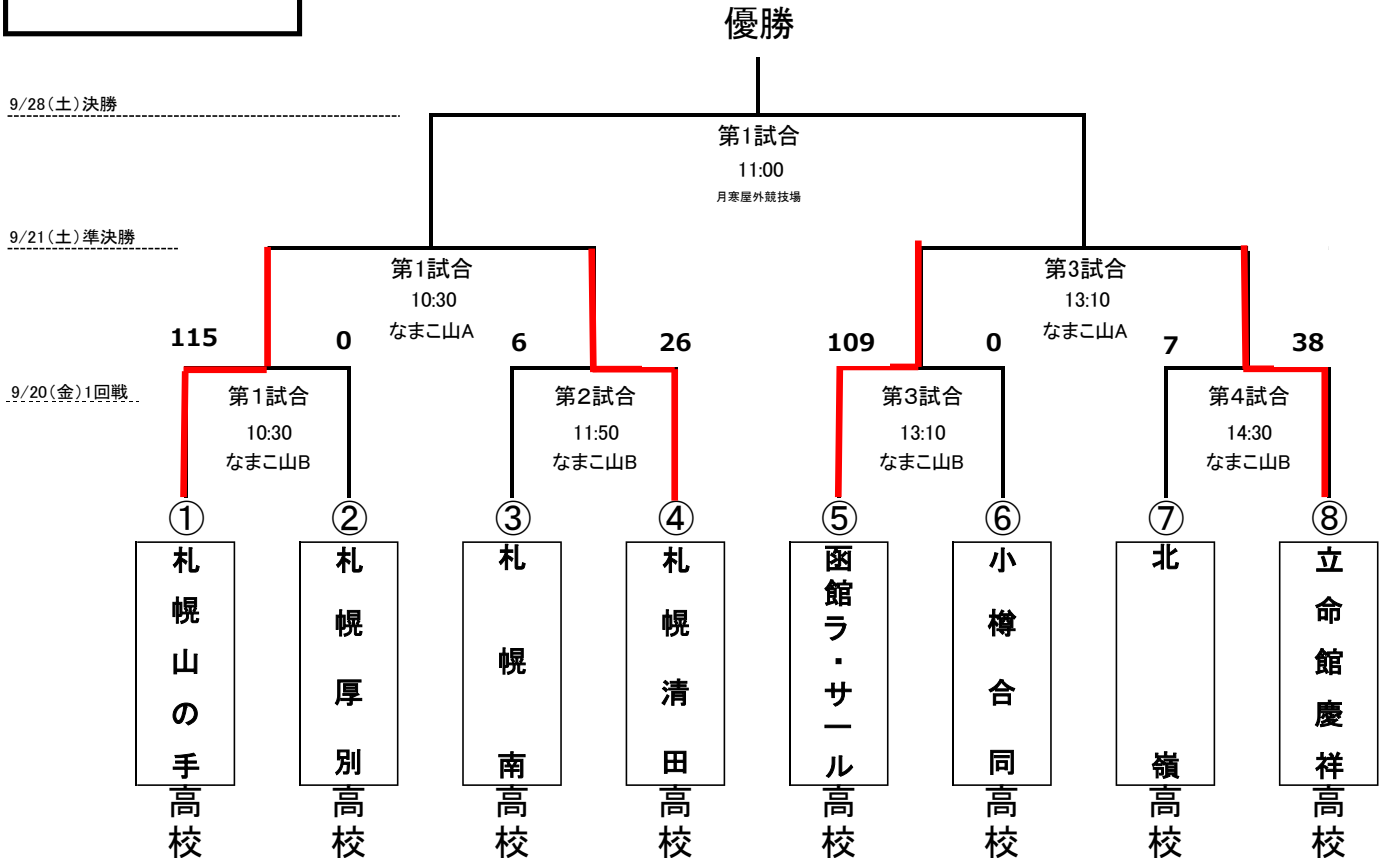 優勝
9/28(土)決勝
第1試合
11:00
月寒屋外競技場
9/21(土)準決勝
第1試合
10:30
なまこ山A
第3試合
13:10
なまこ山A
115
0
6
26
109
0
7
38
9/20(金)1回戦
第1試合
10:30
なまこ山B
第2試合
11:50
なまこ山B
第3試合
13:10
なまこ山B
第4試合
14:30
なまこ山B
①
札幌山の手高校
②
札幌厚別高校
③
札幌南高校
④
札幌清田高校
⑤
函館ラ・サール高校
⑥
小樽合同高校
⑦
北嶺高校
⑧
立命館慶祥高校